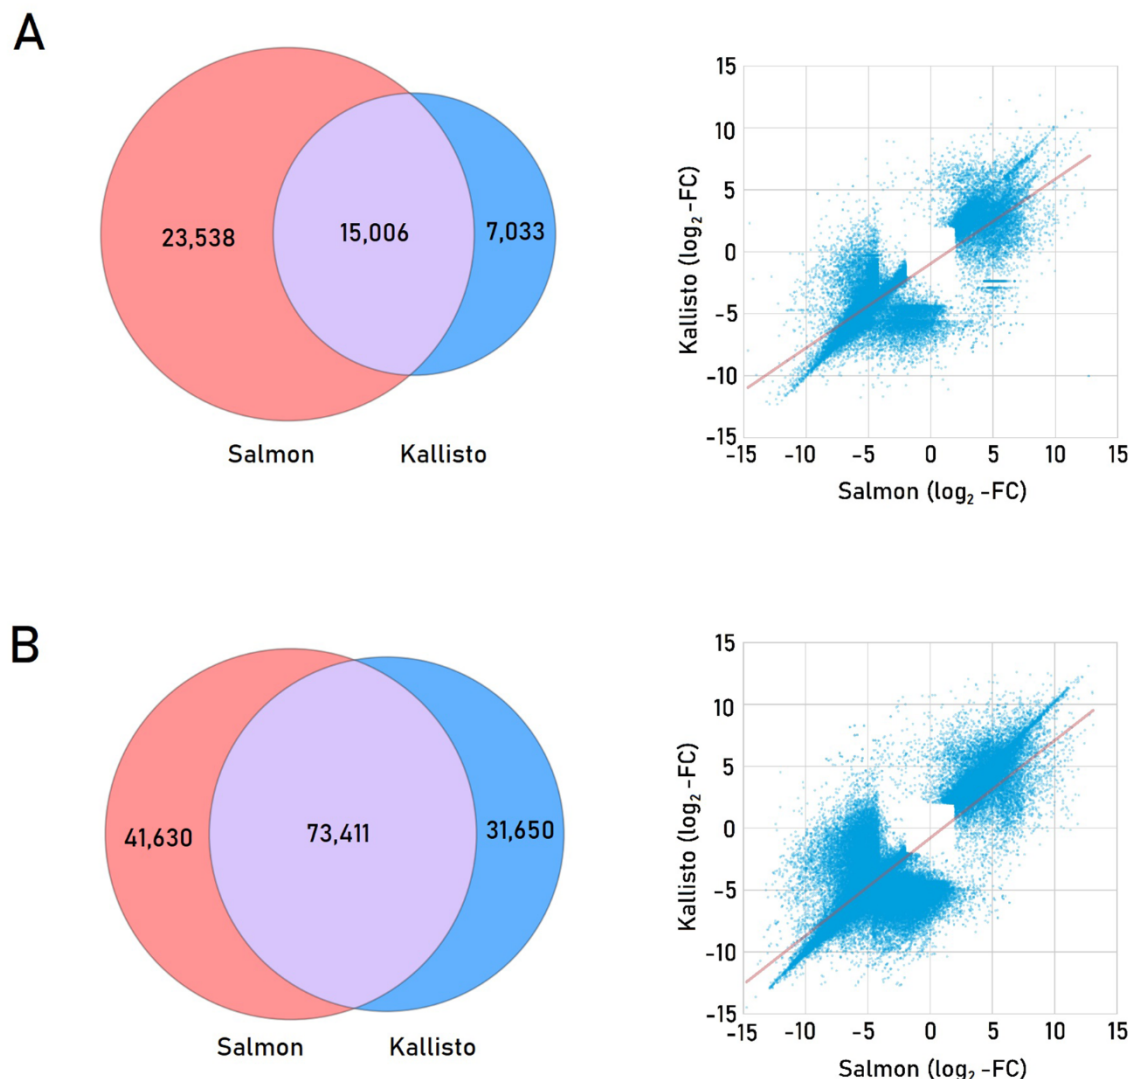 A
23,538
15,006
7,033
Salmon
Kallisto
15
10
5
0
-5
-10
-15
Kallisto (log₂ -FC)
-15 -10 -5 0 5 10 15
Salmon (log₂ -FC)
B
41,630
73,411
31,650
Salmon
Kallisto
15
10
5
0
-5
-10
-15
Kallisto (log₂ -FC)
-15 -10 -5 0 5 10 15
Salmon (log₂ -FC)